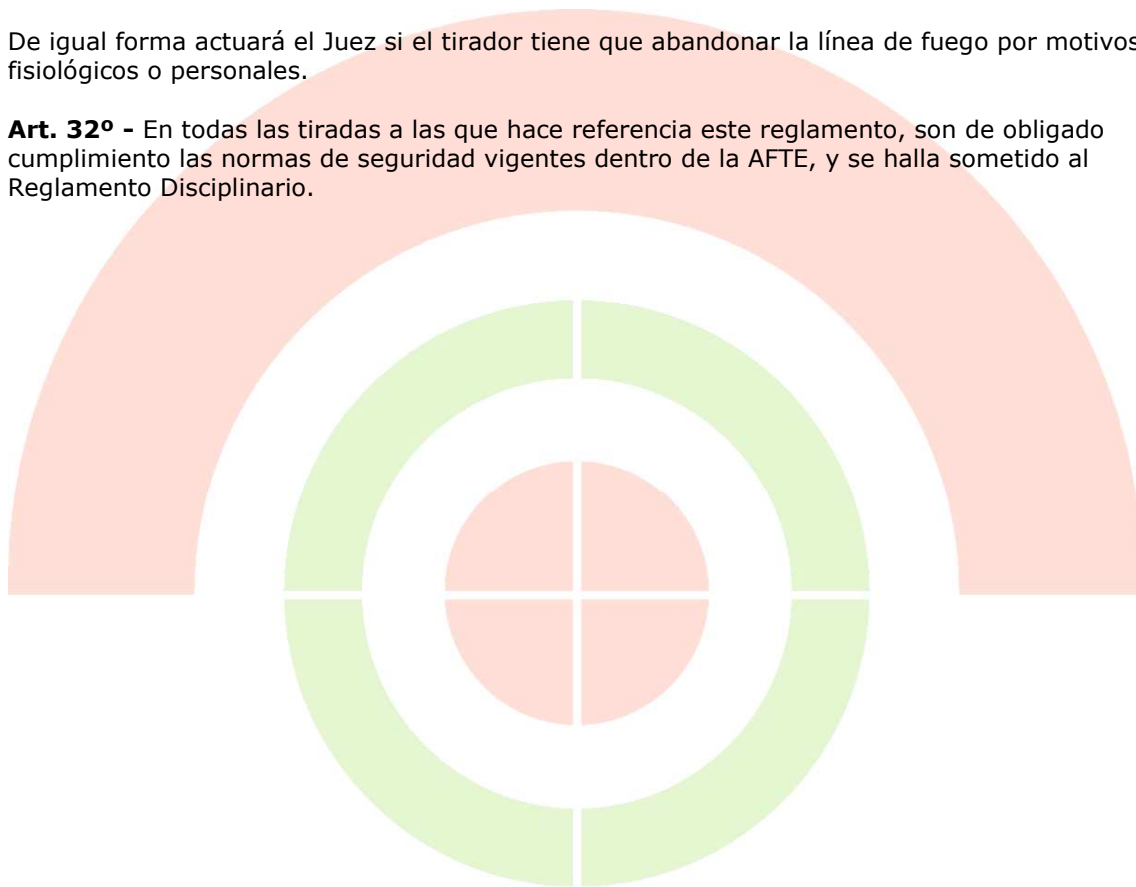 De igual forma actuará el Juez si el tirador tiene que abandonar la línea de fuego por motivos
fisiológicos o personales.
Art. 32º - En todas las tiradas a las que hace referencia este reglamento, son de obligado
cumplimiento las normas de seguridad vigentes dentro de la AFTE, y se halla sometido al
Reglamento Disciplinario.